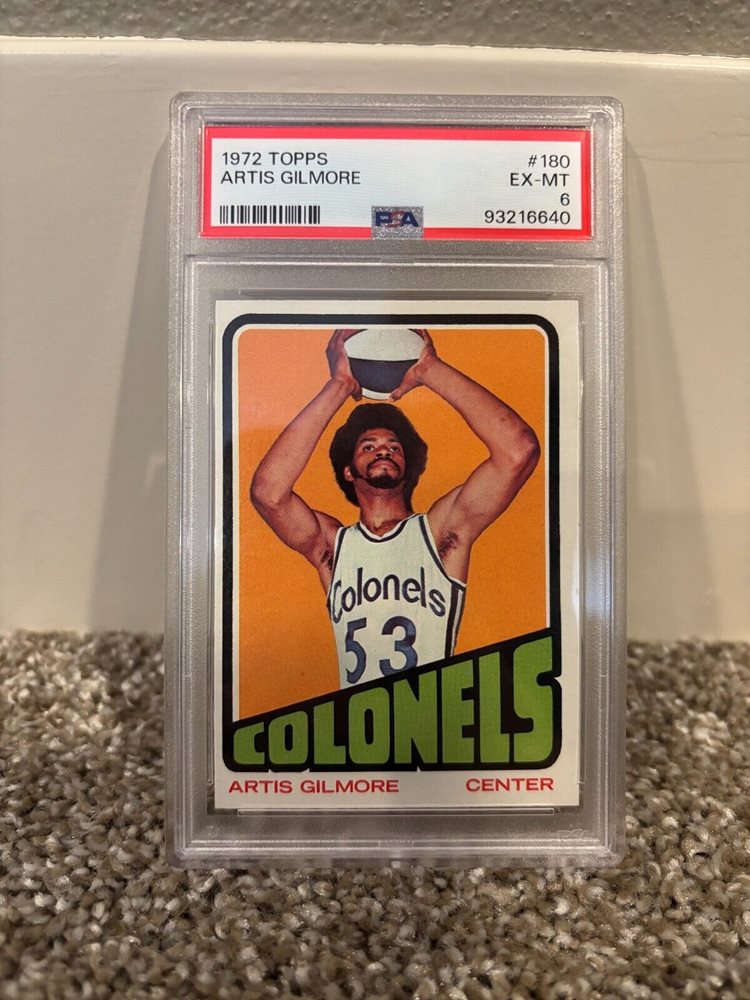 1972 TOPPS #180
ARTIS GILMORE EX-MT
6
PSA 93216640
Colonels
53
COLONELS
ARTIS GILMORE CENTER